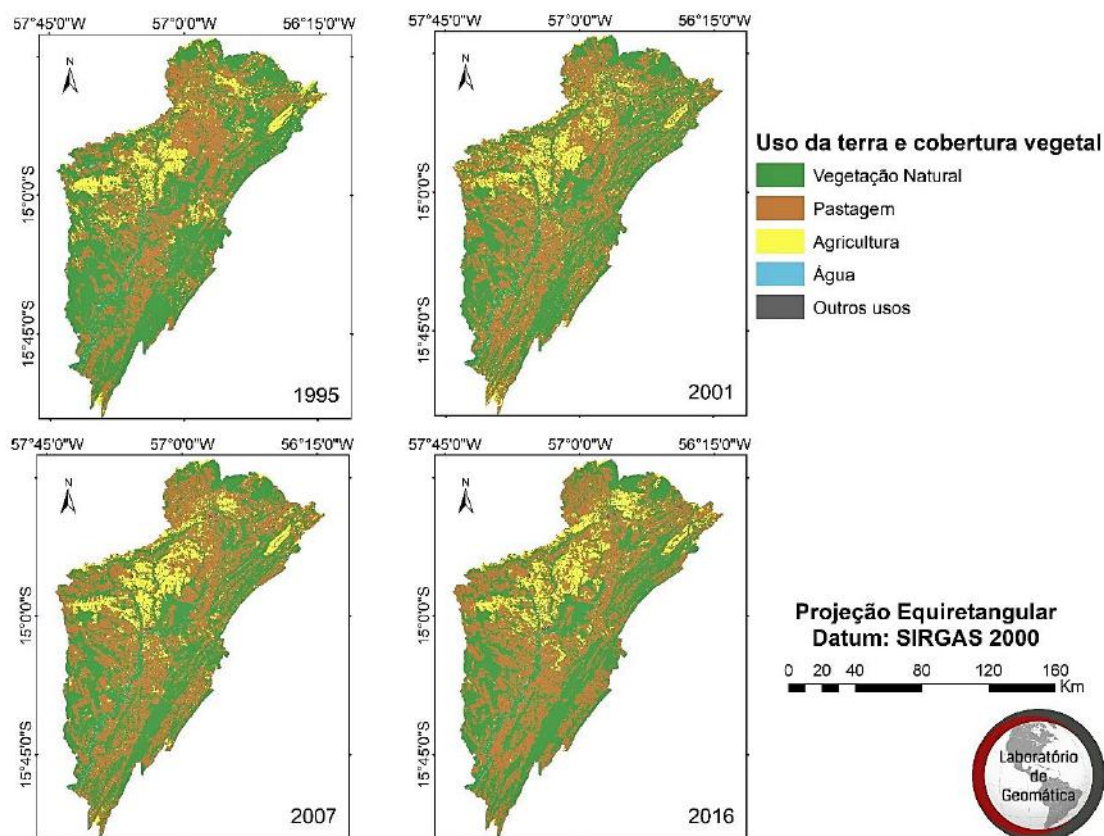 57°45'0"W 57°0'0"W 56°15'0"W
57°45'0"W 57°0'0"W 56°15'0"W
N
15°0'0"S
15°45'0"S
1995
N
15°0'0"S
15°45'0"S
2001
Uso da terra e cobertura vegetal
Vegetação Natural
Pastagem
Agricultura
Água
Outros usos
57°45'0"W 57°0'0"W 56°15'0"W
57°45'0"W 57°0'0"W 56°15'0"W
N
15°0'0"S
15°45'0"S
2007
N
15°0'0"S
15°45'0"S
2016
Projeção Equiretangular
Datum: SIRGAS 2000
0 20 40 80 120 160
Km
Laboratório
de
Geomática